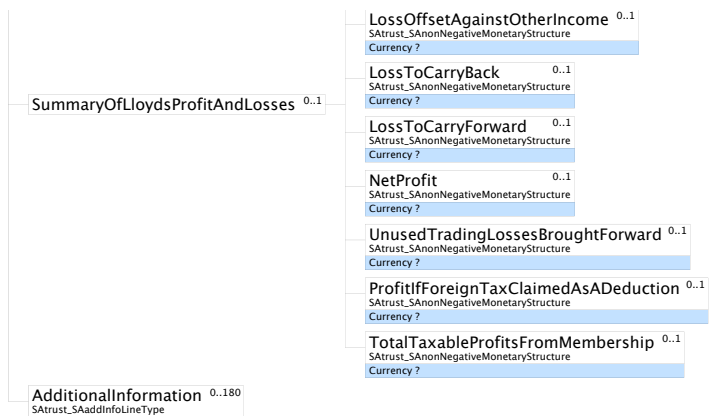 LossOffsetAgainstOtherIncome 0..1
SAtrust_SAnonNegativeMonetaryStructure
Currency ?
SummaryOfLloydsProfitAndLosses 0..1
LossToCarryBack 0..1
SAtrust_SAnonNegativeMonetaryStructure
Currency ?
LossToCarryForward 0..1
SAtrust_SAnonNegativeMonetaryStructure
Currency ?
NetProfit 0..1
SAtrust_SAnonNegativeMonetaryStructure
Currency ?
UnusedTradingLossesBroughtForward 0..1
SAtrust_SAnonNegativeMonetaryStructure
Currency ?
ProfitIfForeignTaxClaimedAsADeduction 0..1
SAtrust_SAnonNegativeMonetaryStructure
Currency ?
TotalTaxableProfitsFromMembership 0..1
SAtrust_SAnonNegativeMonetaryStructure
Currency ?
AdditionalInformation 0..180
SAtrust_SAaddInfoLineType